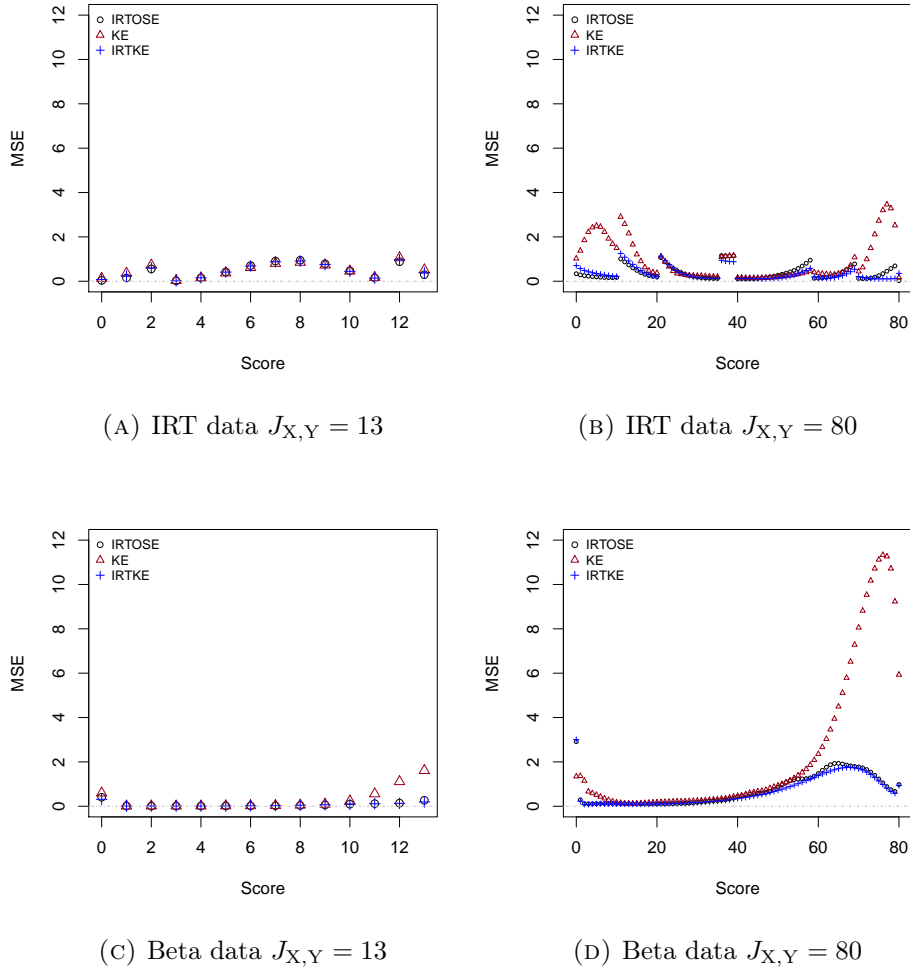 12
10
8
6
4
2
0
MSE
IRTOSE
KE
IRTKE
0 2 4 6 8 10 12
Score
(A) IRT data J_{X,Y} = 13
12
10
8
6
4
2
0
MSE
IRTOSE
KE
IRTKE
0 20 40 60 80
Score
(B) IRT data J_{X,Y} = 80
12
10
8
6
4
2
0
MSE
IRTOSE
KE
IRTKE
0 2 4 6 8 10 12
Score
(C) Beta data J_{X,Y} = 13
12
10
8
6
4
2
0
MSE
IRTOSE
KE
IRTKE
0 20 40 60 80
Score
(D) Beta data J_{X,Y} = 80